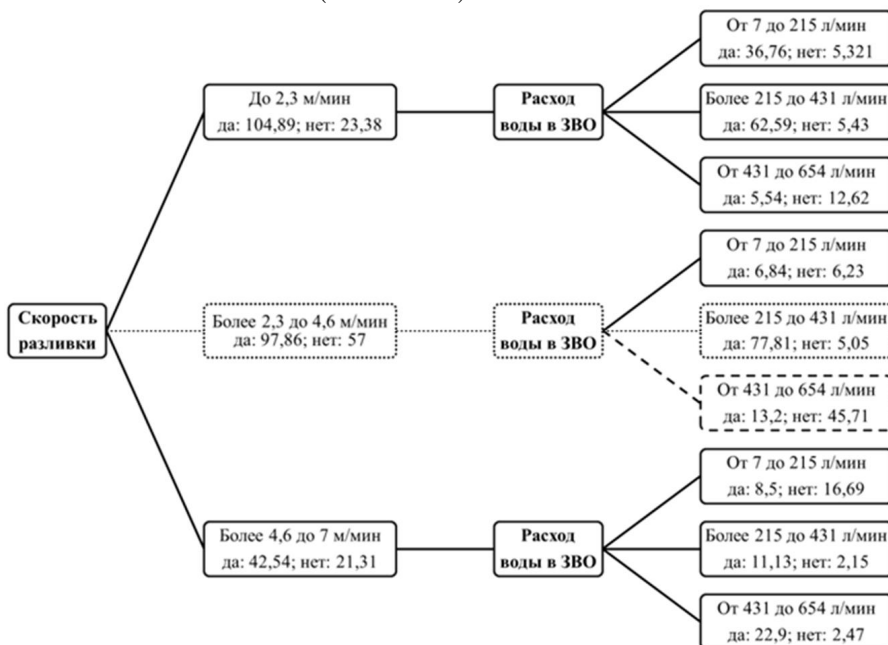 От 7 до 215 л/мин
да: 36,76; нет: 5,321
До 2,3 м/мин
да: 104,89; нет: 23,38
Расход
воды в ЗВО
Более 215 до 431 л/мин
да: 62,59; нет: 5,43
От 431 до 654 л/мин
да: 5,54; нет: 12,62
От 7 до 215 л/мин
да: 6,84; нет: 6,23
Скорость
разливки
Более 2,3 до 4,6 м/мин
да: 97,86; нет: 57
Расход
воды в ЗВО
Более 215 до 431 л/мин
да: 77,81; нет: 5,05
От 431 до 654 л/мин
да: 13,2; нет: 45,71
От 7 до 215 л/мин
да: 8,5; нет: 16,69
Более 4,6 до 7 м/мин
да: 42,54; нет: 21,31
Расход
воды в ЗВО
Более 215 до 431 л/мин
да: 11,13; нет: 2,15
От 431 до 654 л/мин
да: 22,9; нет: 2,47